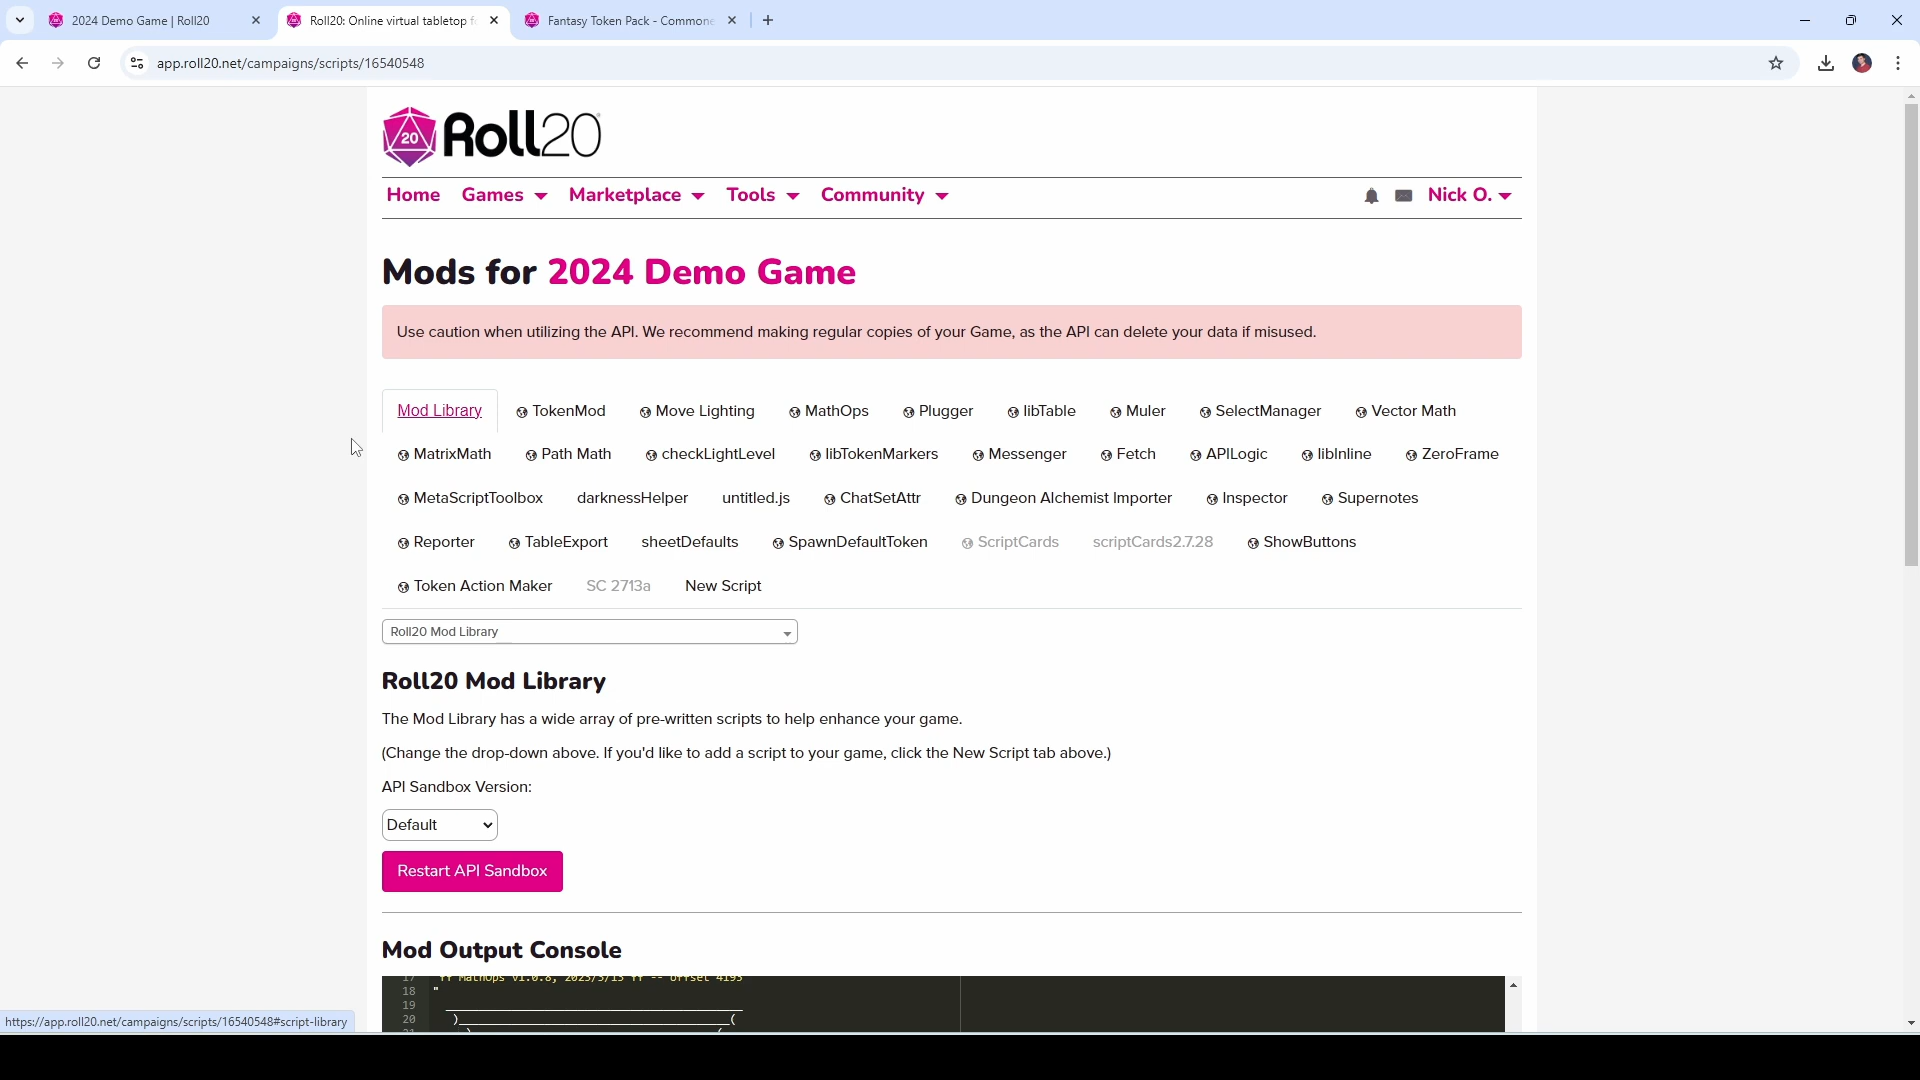 2024 Demo Game | Roll20
Roll20: Online virtual tabletop f
Fantasy Token Pack - Commone
app.roll20.net/campaigns/scripts/16540548
20 Roll20
Home Games Marketplace Tools Community Nick O.
Mods for 2024 Demo Game
Use caution when utilizing the API. We recommend making regular copies of your Game, as the API can delete your data if misused.
Mod Library TokenMod Move Lighting MathOps Plugger libTable Muler SelectManager Vector Math
MatrixMath Path Math checkLightLevel libTokenMarkers Messenger Fetch APILogic libInline ZeroFrame
MetaScriptToolbox darknessHelper untitled.js ChatSetAttr Dungeon Alchemist Importer Inspector Supernotes
Reporter TableExport sheetDefaults SpawnDefaultToken ScriptCards scriptCards2.7.28 ShowButtons
Token Action Maker SC 2713a New Script
Roll20 Mod Library
Roll20 Mod Library
The Mod Library has a wide array of pre-written scripts to help enhance your game.
(Change the drop-down above. If you'd like to add a script to your game, click the New Script tab above.)
API Sandbox Version:
Default
Restart API Sandbox
Mod Output Console
18 "
19
20 )____________________(
https://app.roll20.net/campaigns/scripts/16540548#script-library